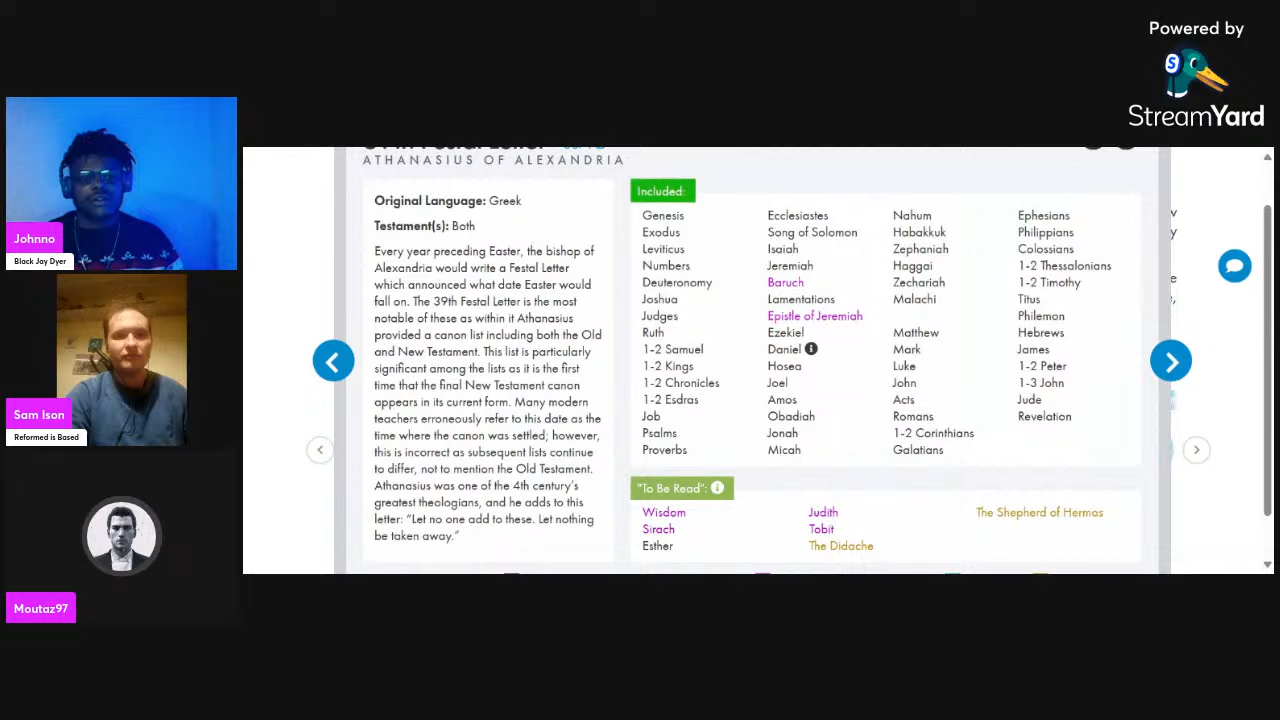 Powered by
StreamYard
Johnno
Black Jay Dyer
Sam Ison
Reformed is Based
Moutaz97
ATHANASIUS OF ALEXANDRIA
Original Language: Greek
Testament(s): Both
Every year preceding Easter, the bishop of
Alexandria would write a Festal Letter
which announced what date Easter would
fall on. The 39th Festal Letter is the most
notable of these as within it Athanasius
provided a canon list including both the Old
and New Testament. This list is particularly
significant among the lists as it is the first
time that the final New Testament canon
appears in its current form. Many modern
teachers erroneously refer to this date as the
time where the canon was settled; however,
this is incorrect as subsequent lists continue
to differ, not to mention the Old Testament.
Athanasius was one of the 4th century's
greatest theologians, and he adds to this
letter: "Let no one add to these. Let nothing
be taken away."
Included:
Genesis
Exodus
Leviticus
Numbers
Deuteronomy
Joshua
Judges
Ruth
1-2 Samuel
1-2 Kings
1-2 Chronicles
1-2 Esdras
Job
Psalms
Proverbs
Ecclesiastes
Song of Solomon
Isaiah
Jeremiah
Baruch
Lamentations
Epistle of Jeremiah
Ezekiel
Daniel
Hosea
Joel
Amos
Obadiah
Jonah
Micah
Nahum
Habakkuk
Zephaniah
Haggai
Zechariah
Malachi
Matthew
Mark
Luke
John
Acts
Romans
1-2 Corinthians
Galatians
Ephesians
Philippians
Colossians
1-2 Thessalonians
1-2 Timothy
Titus
Philemon
Hebrews
James
1-2 Peter
1-3 John
Jude
Revelation
"To Be Read":
Wisdom
Sirach
Esther
Judith
Tobit
The Didache
The Shepherd of Hermas